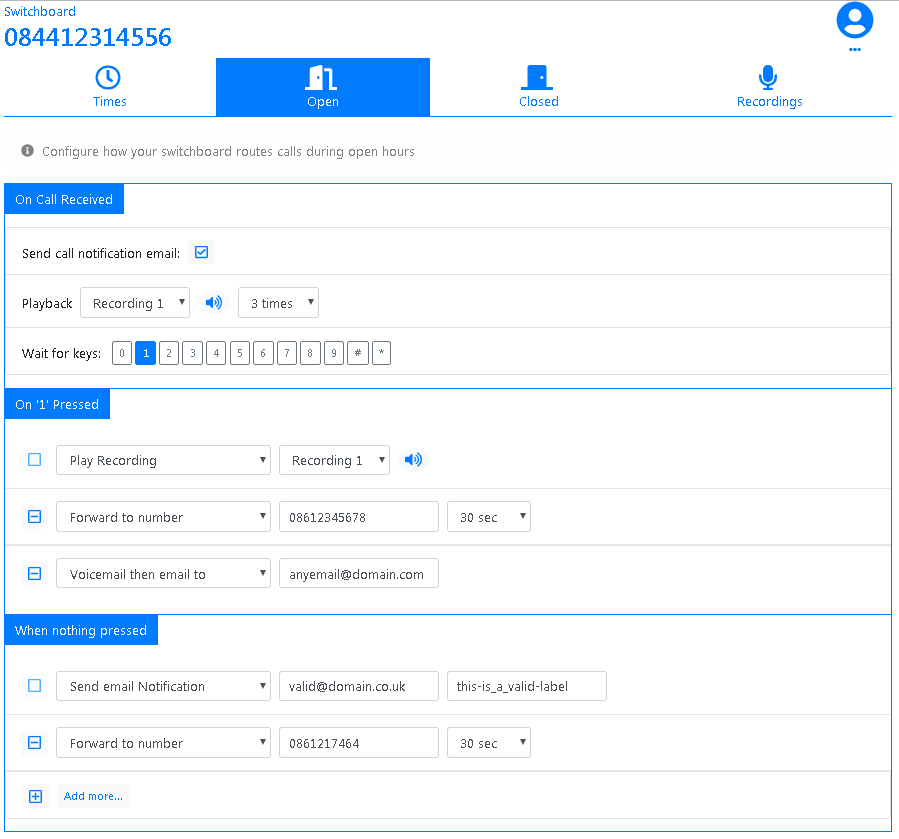 Switchboard
084412314556
Times
Open
Closed
Recordings
Configure how your switchboard routes calls during open hours
On Call Received
Send call notification email:
Playback Recording 1 3 times
Wait for keys: 0 1 2 3 4 5 6 7 8 9 # *
On '1' Pressed
Play Recording Recording 1
Forward to number 08612345678 30 sec
Voicemail then email to anyemail@domain.com
When nothing pressed
Send email Notification valid@domain.co.uk this-is_a_valid-label
Forward to number 0861217464 30 sec
Add more...